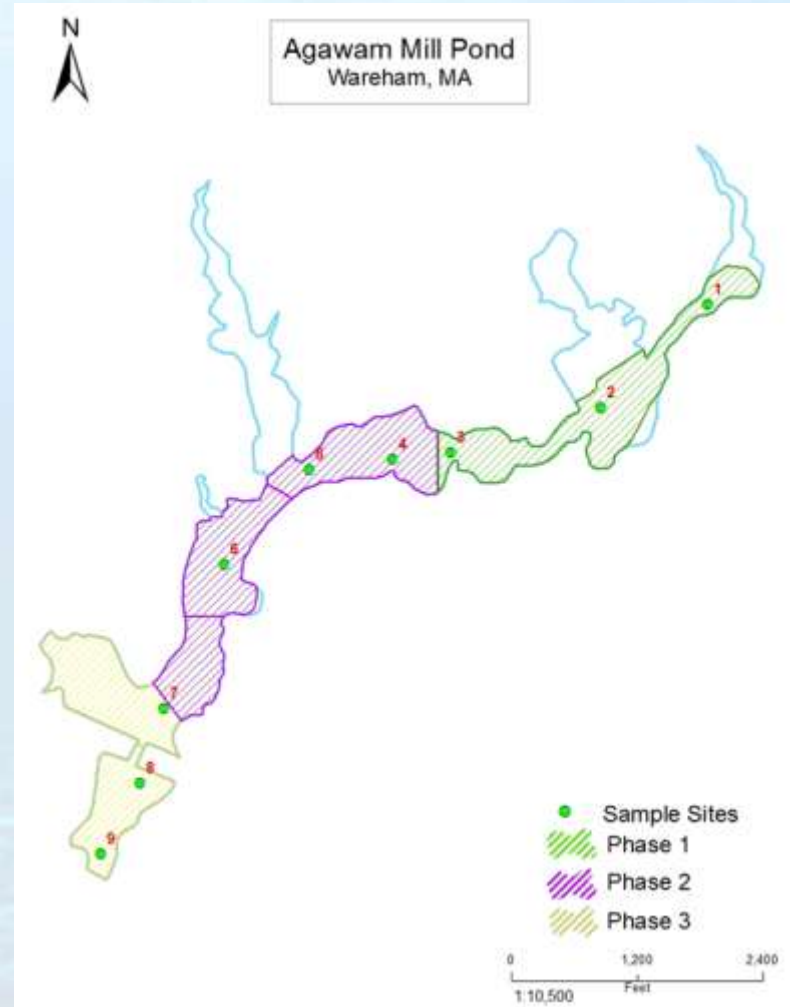 N
Agawam Mill Pond
Wareham, MA
1
2
3
4
5
6
7
8
9
Sample Sites
Phase 1
Phase 2
Phase 3
0 1,200 2,400
Feet
1:10,500